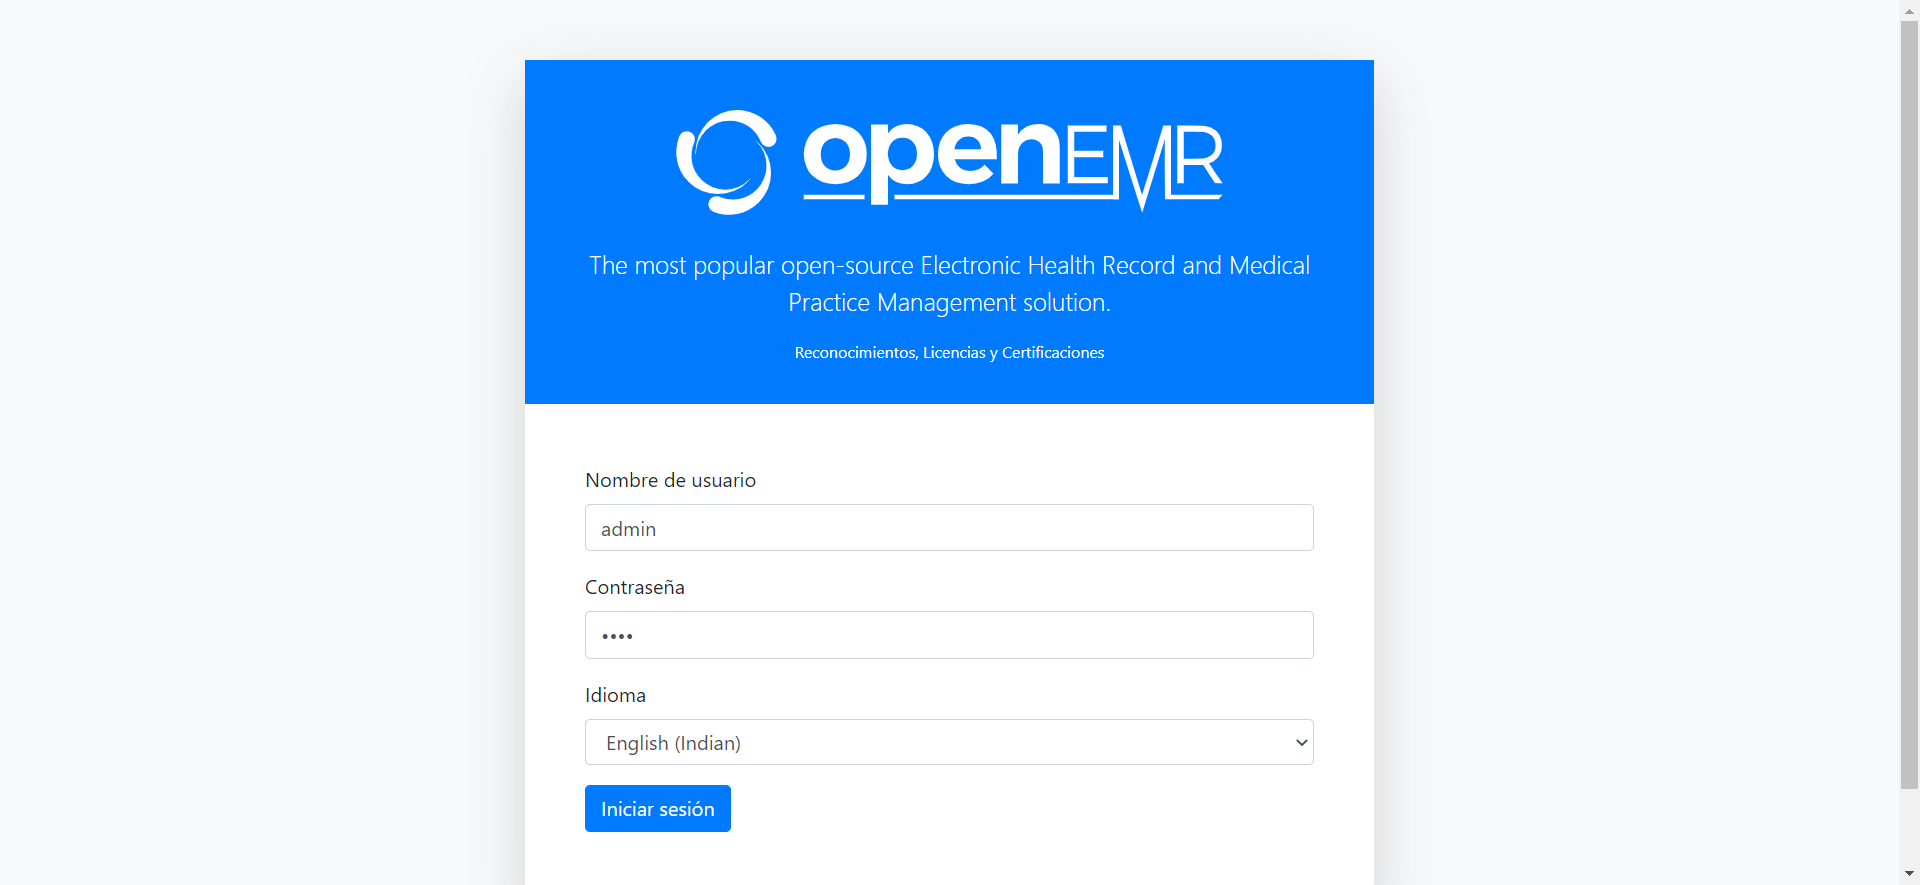 openEMR
The most popular open-source Electronic Health Record and Medical
Practice Management solution.
Reconocimientos, Licencias y Certificaciones
Nombre de usuario
admin
Contraseña
••••
Idioma
English (Indian)
Iniciar sesión